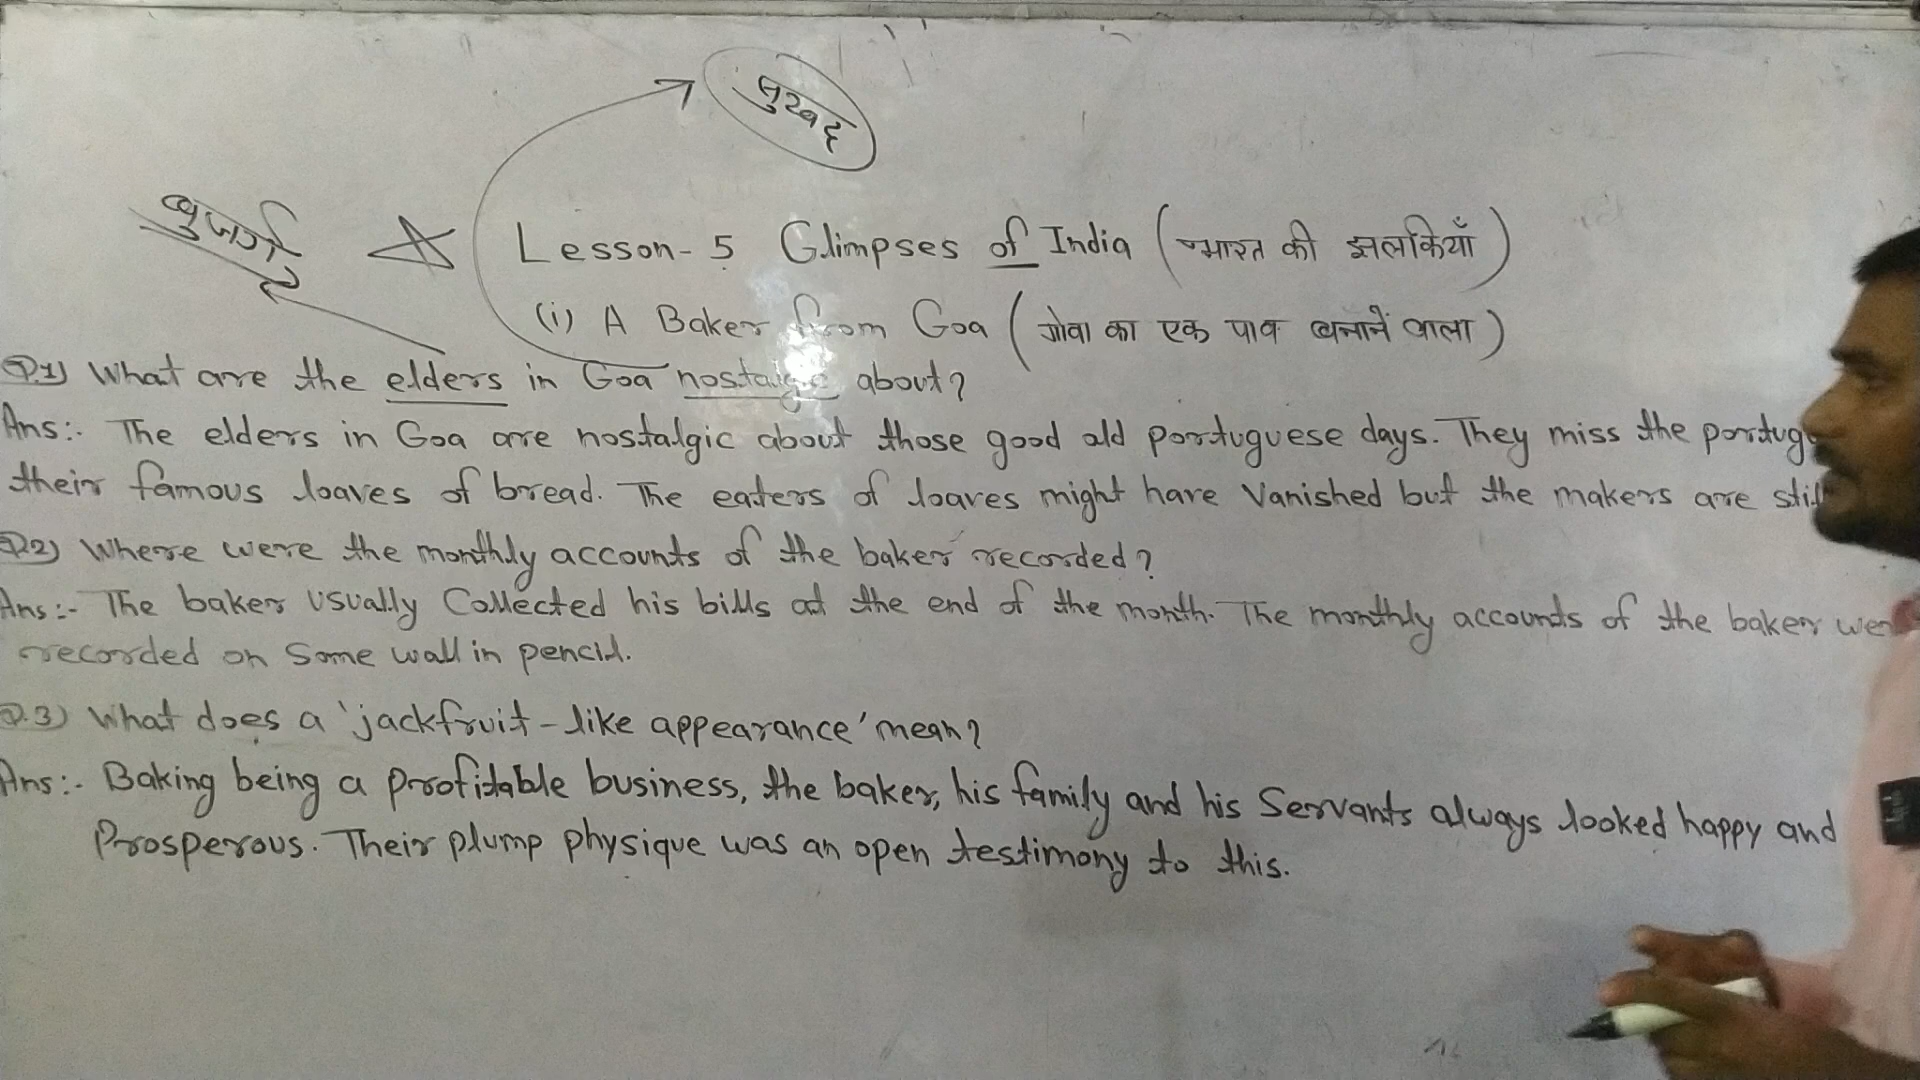 सुखद
बुजुर्ग
Lesson-5 Glimpses of India (भारत की झलकियाँ)
(i) A Baker from Goa (गोवा का एक पाव बनानें वाला)
Q.1) What are the elders in Goa nostalgic about?
Ans:- The elders in Goa are nostalgic about those good old portuguese days. They miss the
their famous loaves of bread. The eaters of loaves might have Vanished but the makers are
Q2) Where were the monthly accounts of the baker recorded?
Ans:- The baker usually Collected his bills at the end of the month. The monthly accounts of the baker
recorded on Some wall in pencil.
Q.3) What does a 'jackfruit-like appearance' mean?
Ans:- Baking being a profitable business, the baker, his family and his Servants always looked happy and
Prosperous. Their plump physique was an open testimony to this.